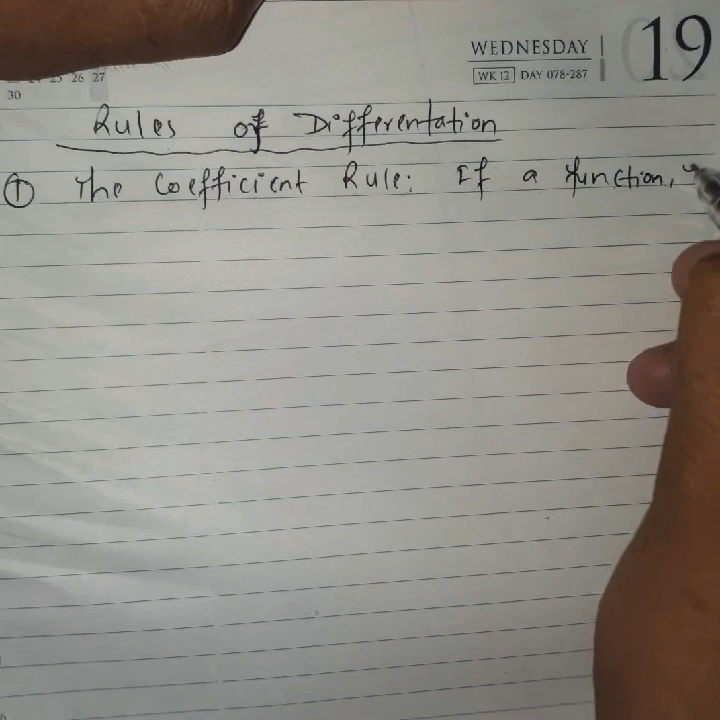 WEDNESDAY
19
WK 12 DAY 078-287
25 26 27
30
Rules of Differentation
① The Coefficient Rule: If a function,